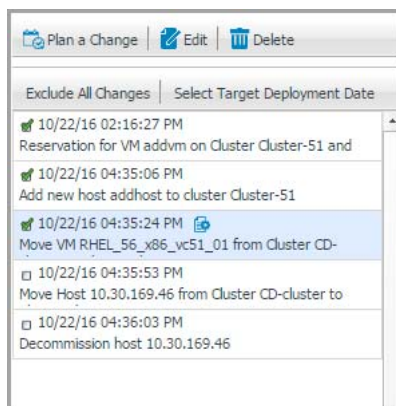 Plan a Change Edit Delete
Exclude All Changes Select Target Deployment Date
10/22/16 02:16:27 PM
Reservation for VM addvm on Cluster Cluster-51 and
10/22/16 04:35:06 PM
Add new host addhost to cluster Cluster-51
10/22/16 04:35:24 PM
Move VM RHEL_56_x86_vc51_01 from Cluster CD-
10/22/16 04:35:53 PM
Move Host 10.30.169.46 from Cluster CD-cluster to
10/22/16 04:36:03 PM
Decommission host 10.30.169.46